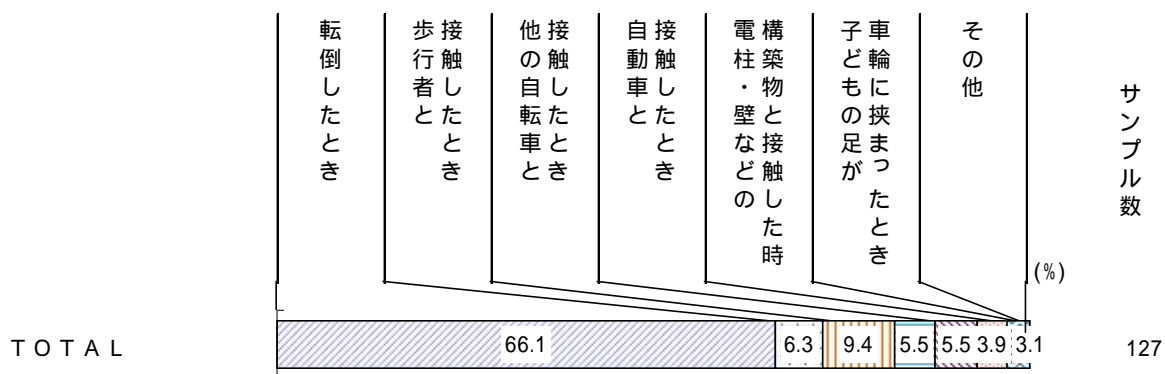 転倒したとき
歩行者と
接触したとき
他の自転車と
接触したとき
自動車と
接触したとき
電柱・壁などの
構築物と接触した時
子どもの足が
車輪に挟まったとき
その他
サンプル数
(%)
TOTAL
66.1
6.3
9.4
5.5
5.5
3.9
3.1
127